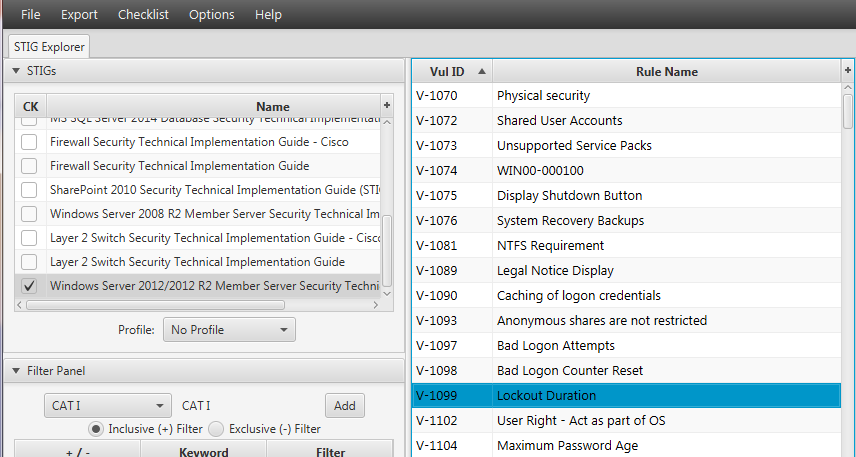 File Export Checklist Options Help
STIG Explorer
STIGs
CK Name +
MS SQL Server 2014 Database Security Technical Implementat
Firewall Security Technical Implementation Guide - Cisco
Firewall Security Technical Implementation Guide
SharePoint 2010 Security Technical Implementation Guide (STIG
Windows Server 2008 R2 Member Server Security Technical Im
Layer 2 Switch Security Technical Implementation Guide - Cisco
Layer 2 Switch Security Technical Implementation Guide
Windows Server 2012/2012 R2 Member Server Security Techni
Profile: No Profile
Filter Panel
CAT I CAT I Add
Inclusive (+) Filter Exclusive (-) Filter
+ / - Keyword Filter
Vul ID Rule Name +
V-1070 Physical security
V-1072 Shared User Accounts
V-1073 Unsupported Service Packs
V-1074 WIN00-000100
V-1075 Display Shutdown Button
V-1076 System Recovery Backups
V-1081 NTFS Requirement
V-1089 Legal Notice Display
V-1090 Caching of logon credentials
V-1093 Anonymous shares are not restricted
V-1097 Bad Logon Attempts
V-1098 Bad Logon Counter Reset
V-1099 Lockout Duration
V-1102 User Right - Act as part of OS
V-1104 Maximum Password Age